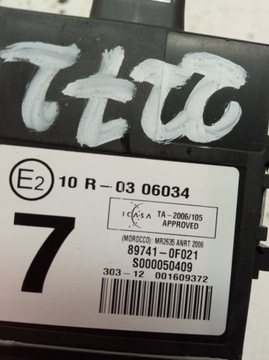 2272
E2 10 R-03 06034
7
ICASA
TA-2006/105
APPROVED
(MOROCCO): MR2635 ANRT 2006
89741-0F021
S000050409
303-12 001609372